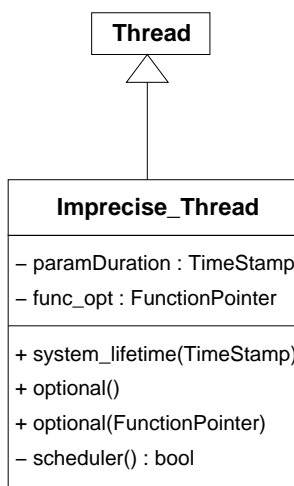 Thread
Imprecise_Thread
− paramDuration : TimeStamp
− func_opt : FunctionPointer
+ system_lifetime(TimeStamp)
+ optional()
+ optional(FunctionPointer)
− scheduler() : bool